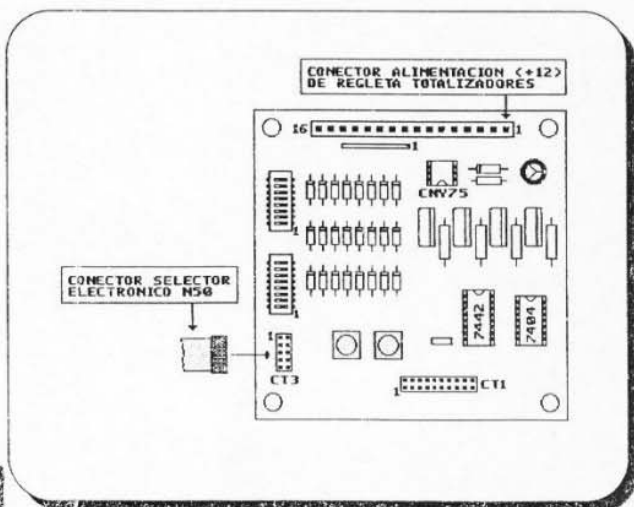 CONECTOR ALIMENTACION (+12)
DE REGLETA TOTALIZADORES
16
1
1
CNY75
1
CONECTOR SELECTOR
ELECTRONICO N50
1
1
7442
7404
CT3
1
CT1